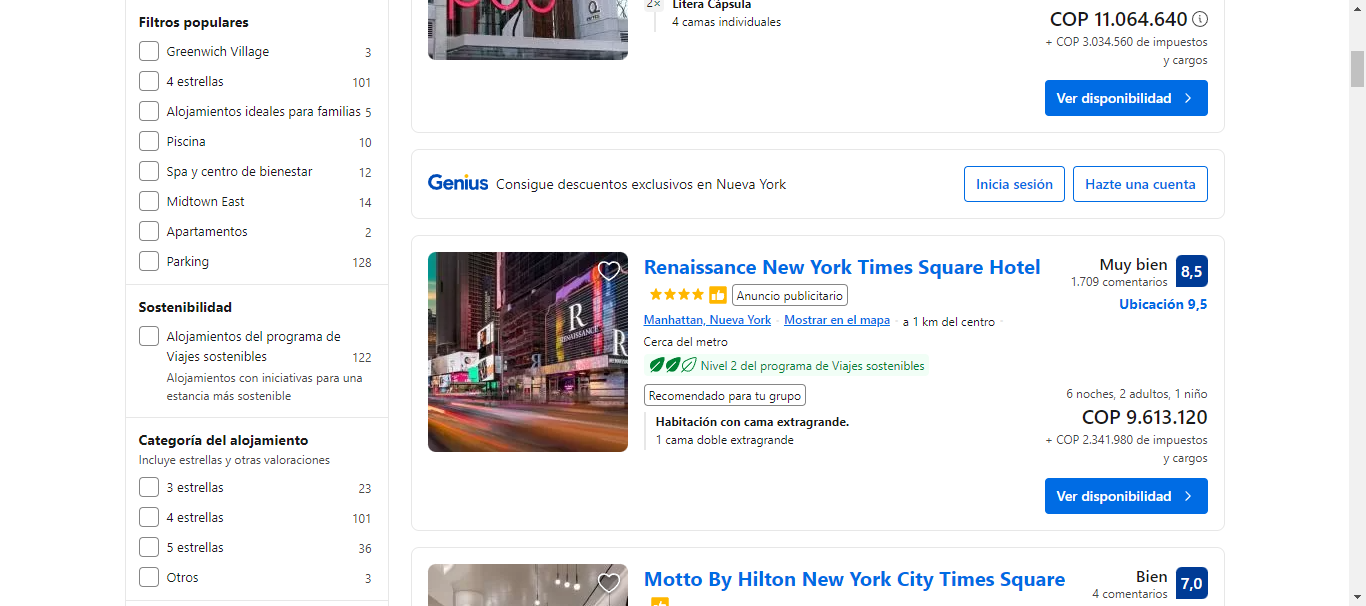 Filtros populares
Greenwich Village 3
4 estrellas 101
Alojamientos ideales para familias 5
Piscina 10
Spa y centro de bienestar 12
Midtown East 14
Apartamentos 2
Parking 128
Sostenibilidad
Alojamientos del programa de
Viajes sostenibles 122
Alojamientos con iniciativas para una
estancia más sostenible
Categoría del alojamiento
Incluye estrellas y otras valoraciones
3 estrellas 23
4 estrellas 101
5 estrellas 36
Otros 3
2× Litera Cápsula
4 camas individuales
COP 11.064.640
+ COP 3.034.560 de impuestos
y cargos
Ver disponibilidad
Genius Consigue descuentos exclusivos en Nueva York
Inicia sesión
Hazte una cuenta
R
RENAISSANCE
Renaissance New York Times Square Hotel
Anuncio publicitario
Manhattan, Nueva York · Mostrar en el mapa · a 1 km del centro ·
Cerca del metro
Nivel 2 del programa de Viajes sostenibles
Recomendado para tu grupo
Habitación con cama extragrande.
1 cama doble extragrande
Muy bien 8,5
1.709 comentarios
Ubicación 9,5
6 noches, 2 adultos, 1 niño
COP 9.613.120
+ COP 2.341.980 de impuestos
y cargos
Ver disponibilidad
Motto By Hilton New York City Times Square
Bien 7,0
4 comentarios